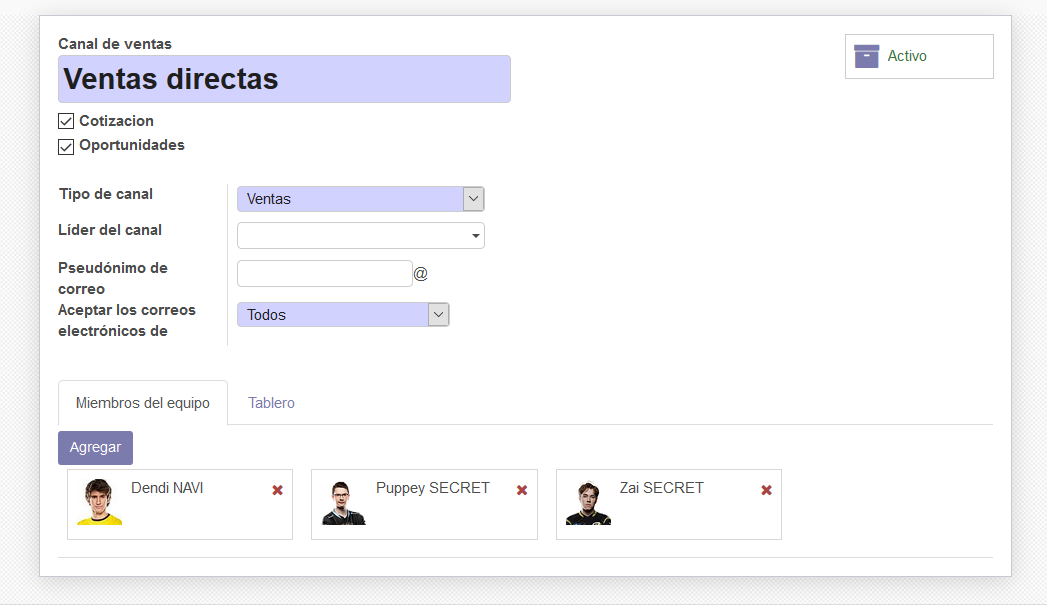 Canal de ventas
Activo
Ventas directas
Cotizacion
Oportunidades
Tipo de canal
Ventas
Líder del canal
Pseudónimo de
correo
@
Aceptar los correos
electrónicos de
Todos
Miembros del equipo
Tablero
Agregar
Dendi NAVI
Puppey SECRET
Zai SECRET